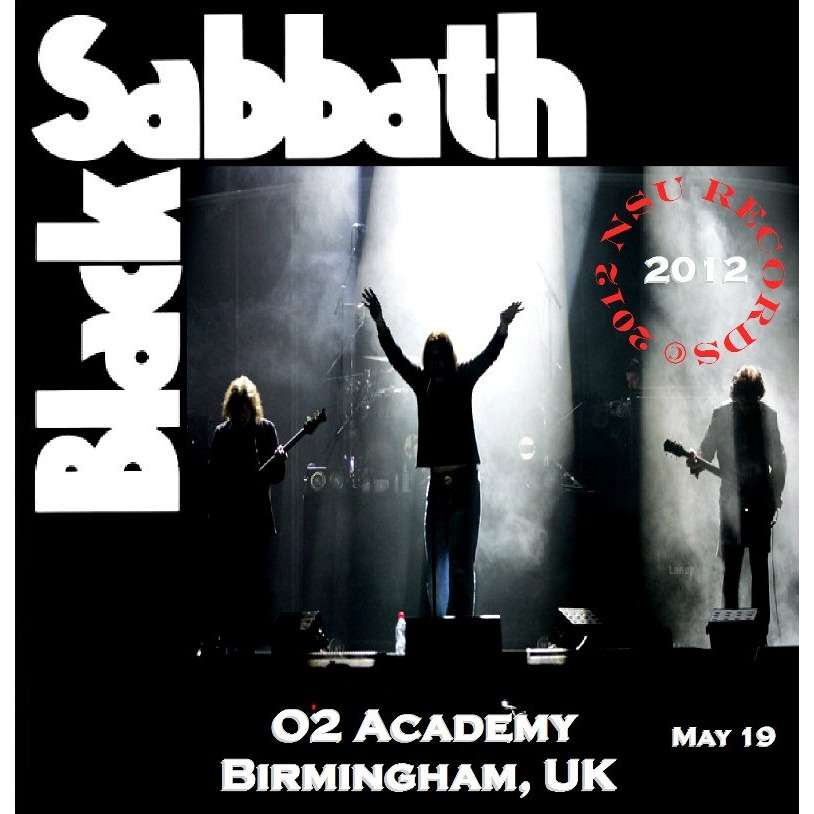 Black
Sabbath
2012 NSU RECORDS©
2012
O2 ACADEMY
BIRMINGHAM, UK
MAY 19